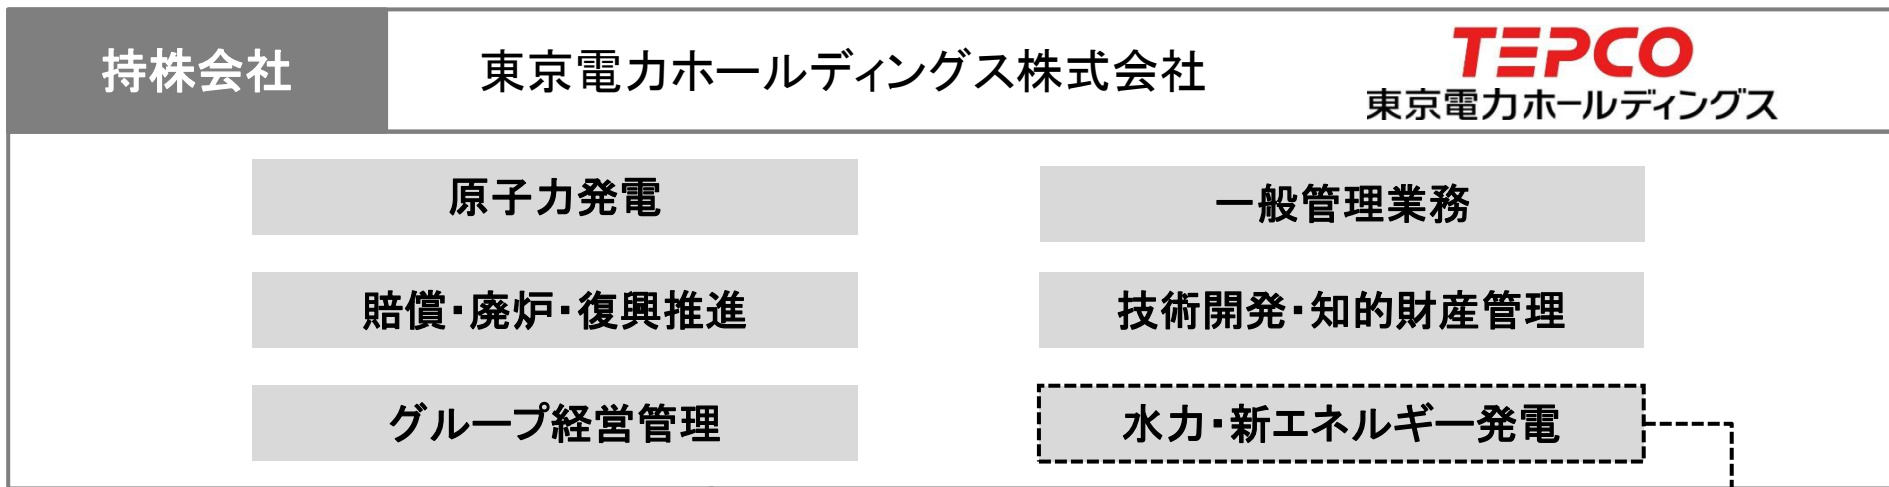 持株会社
東京電力ホールディングス株式会社
TEPCO
東京電力ホールディングス
原子力発電
一般管理業務
賠償・廃炉・復興推進
技術開発・知的財産管理
グループ経営管理
水力・新エネルギー発電